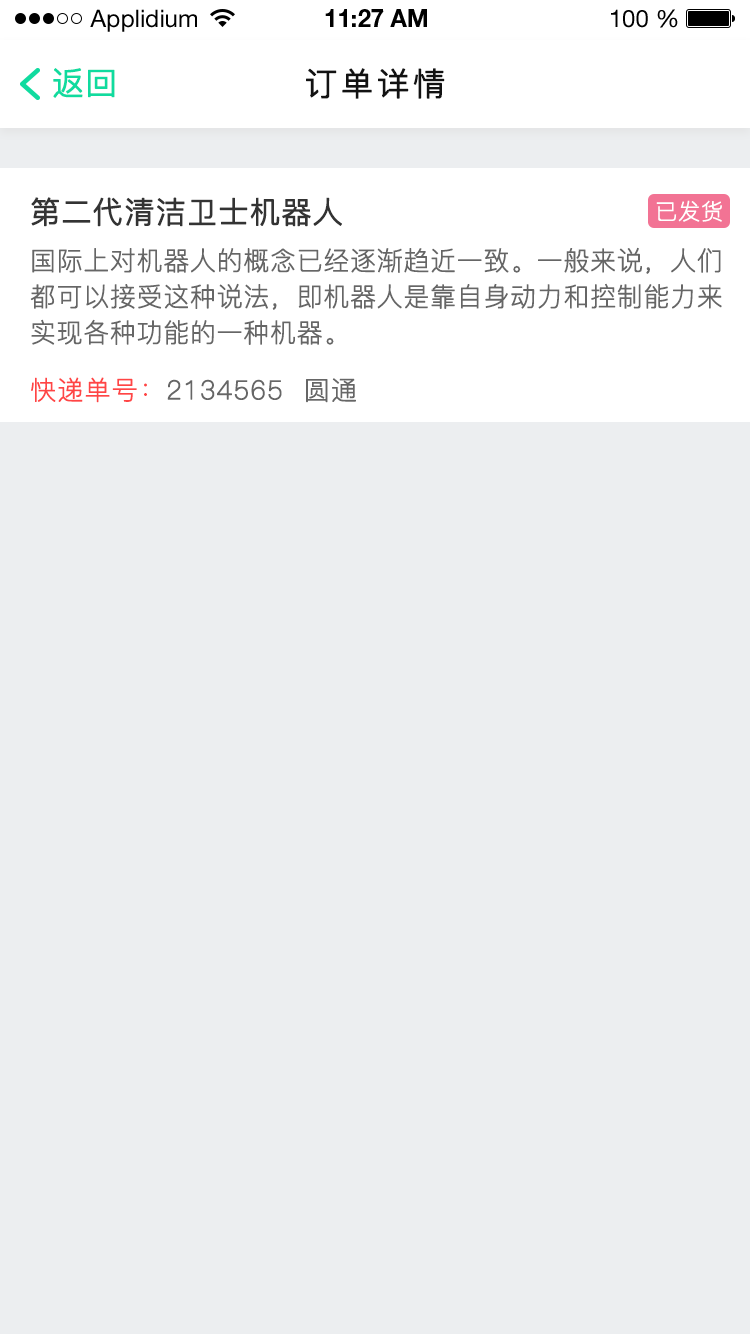 Applidium 11:27 AM 100 %
返回 订单详情
第二代清洁卫士机器人 已发货
国际上对机器人的概念已经逐渐趋近一致。一般来说，人们
都可以接受这种说法，即机器人是靠自身动力和控制能力来
实现各种功能的一种机器。
快递单号：2134565 圆通